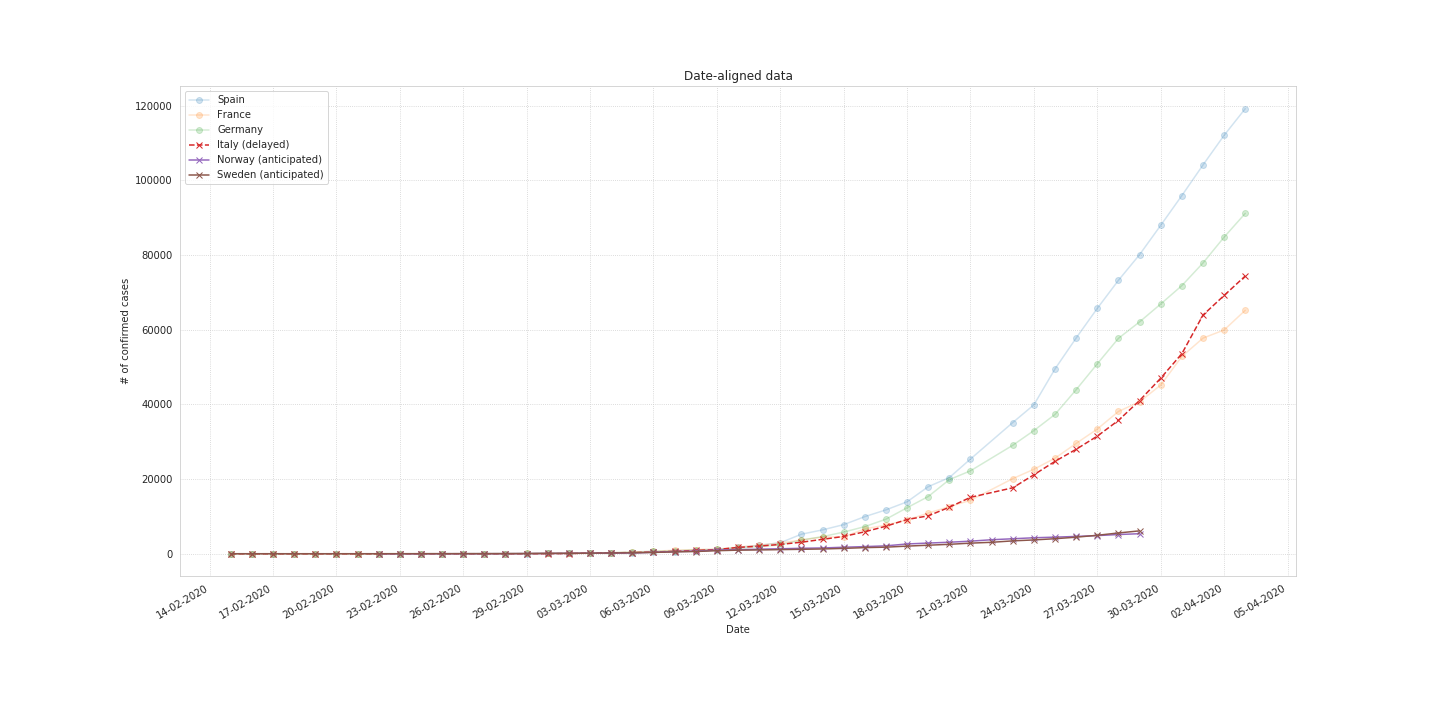 Date-aligned data
Spain
France
Germany
Italy (delayed)
Norway (anticipated)
Sweden (anticipated)
# of confirmed cases
120000
100000
80000
60000
40000
20000
0
14-02-2020
17-02-2020
20-02-2020
23-02-2020
26-02-2020
29-02-2020
03-03-2020
06-03-2020
09-03-2020
12-03-2020
15-03-2020
18-03-2020
21-03-2020
24-03-2020
27-03-2020
30-03-2020
02-04-2020
05-04-2020
Date